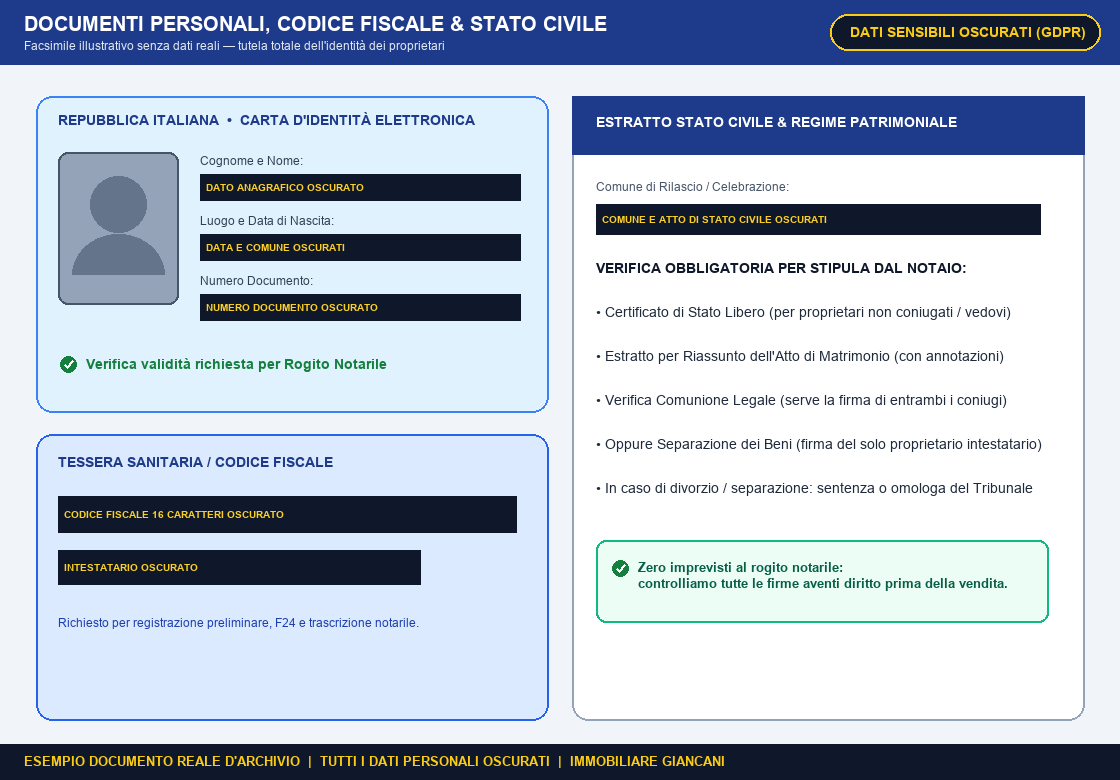 DOCUMENTI PERSONALI, CODICE FISCALE & STATO CIVILE
Facsimile illustrativo senza dati reali — tutela totale dell'identità dei proprietari
DATI SENSIBILI OSCURATI (GDPR)
REPUBBLICA ITALIANA • CARTA D'IDENTITÀ ELETTRONICA
Cognome e Nome:
DATO ANAGRAFICO OSCURATO
Luogo e Data di Nascita:
DATA E COMUNE OSCURATI
Numero Documento:
NUMERO DOCUMENTO OSCURATO
Verifica validità richiesta per Rogito Notarile
TESSERA SANITARIA / CODICE FISCALE
CODICE FISCALE 16 CARATTERI OSCURATO
INTESTATARIO OSCURATO
Richiesto per registrazione preliminare, F24 e trascrizione notarile.
ESTRATTO STATO CIVILE & REGIME PATRIMONIALE
Comune di Rilascio / Celebrazione:
COMUNE E ATTO DI STATO CIVILE OSCURATI
VERIFICA OBBLIGATORIA PER STIPULA DAL NOTAIO:
• Certificato di Stato Libero (per proprietari non coniugati / vedovi)
• Estratto per Riassunto dell'Atto di Matrimonio (con annotazioni)
• Verifica Comunione Legale (serve la firma di entrambi i coniugi)
• Oppure Separazione dei Beni (firma del solo proprietario intestatario)
• In caso di divorzio / separazione: sentenza o omologa del Tribunale
Zero imprevisti al rogito notarile:
controlliamo tutte le firme aventi diritto prima della vendita.
ESEMPIO DOCUMENTO REALE D'ARCHIVIO | TUTTI I DATI PERSONALI OSCURATI | IMMOBILIARE GIANCANI